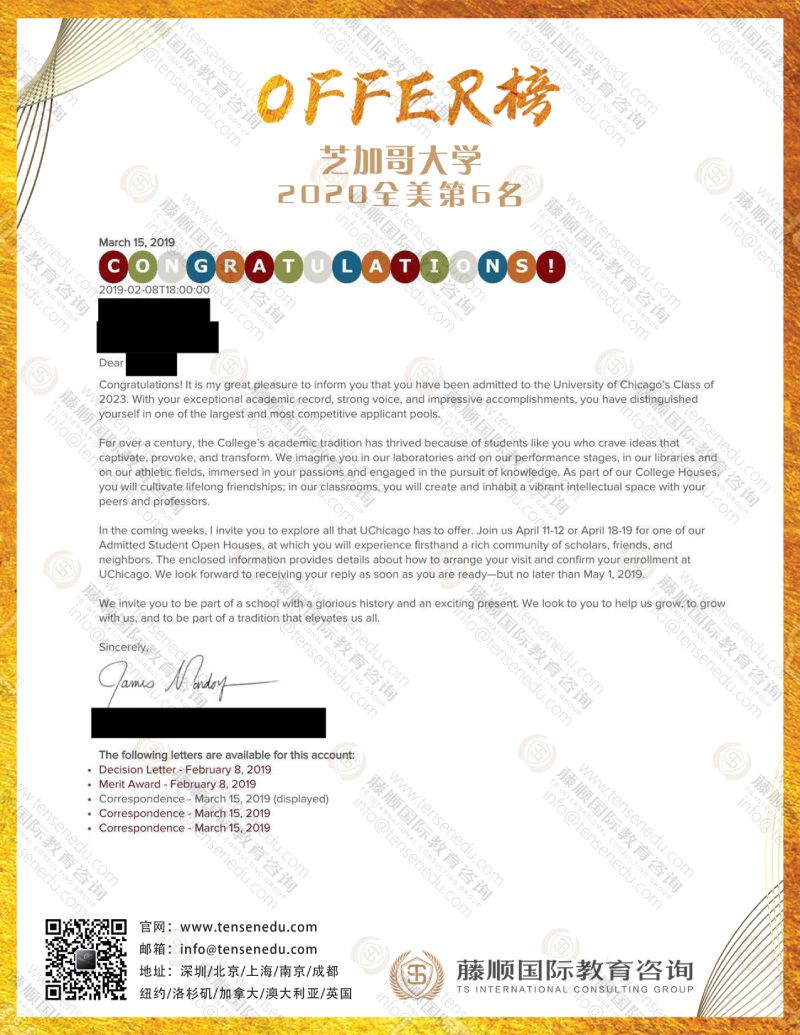 OFFER榜
芝加哥大学
2020全美第6名
March 15, 2019
CONGRATULATIONS!
2019-02-08T18:00:00
Dear
Congratulations! It is my great pleasure to inform you that you have been admitted to the University of Chicago's Class of
2023. With your exceptional academic record, strong voice, and impressive accomplishments, you have distinguished
yourself in one of the largest and most competitive applicant pools.
For over a century, the College's academic tradition has thrived because of students like you who crave ideas that
captivate, provoke, and transform. We imagine you in our laboratories and on our performance stages, in our libraries and
on our athletic fields, immersed in your passions and engaged in the pursuit of knowledge. As part of our College Houses,
you will cultivate lifelong friendships; in our classrooms, you will create and inhabit a vibrant intellectual space with your
peers and professors.
In the coming weeks, I invite you to explore all that UChicago has to offer. Join us April 11-12 or April 18-19 for one of our
Admitted Student Open Houses, at which you will experience firsthand a rich community of scholars, friends, and
neighbors. The enclosed information provides details about how to arrange your visit and confirm your enrollment at
UChicago. We look forward to receiving your reply as soon as you are ready—but no later than May 1, 2019.
We invite you to be part of a school with a glorious history and an exciting present. We look to you to help us grow, to grow
with us, and to be part of a tradition that elevates us all.
Sincerely,
The following letters are available for this account:
Decision Letter - February 8, 2019
Merit Award - February 8, 2019
Correspondence - March 15, 2019 (displayed)
Correspondence - March 15, 2019
Correspondence - March 15, 2019
官网：www.tensenedu.com
邮箱：info@tensenedu.com
地址：深圳/北京/上海/南京/成都
纽约/洛杉矶/加拿大/澳大利亚/英国
藤顺国际教育咨询
TS INTERNATIONAL CONSULTING GROUP